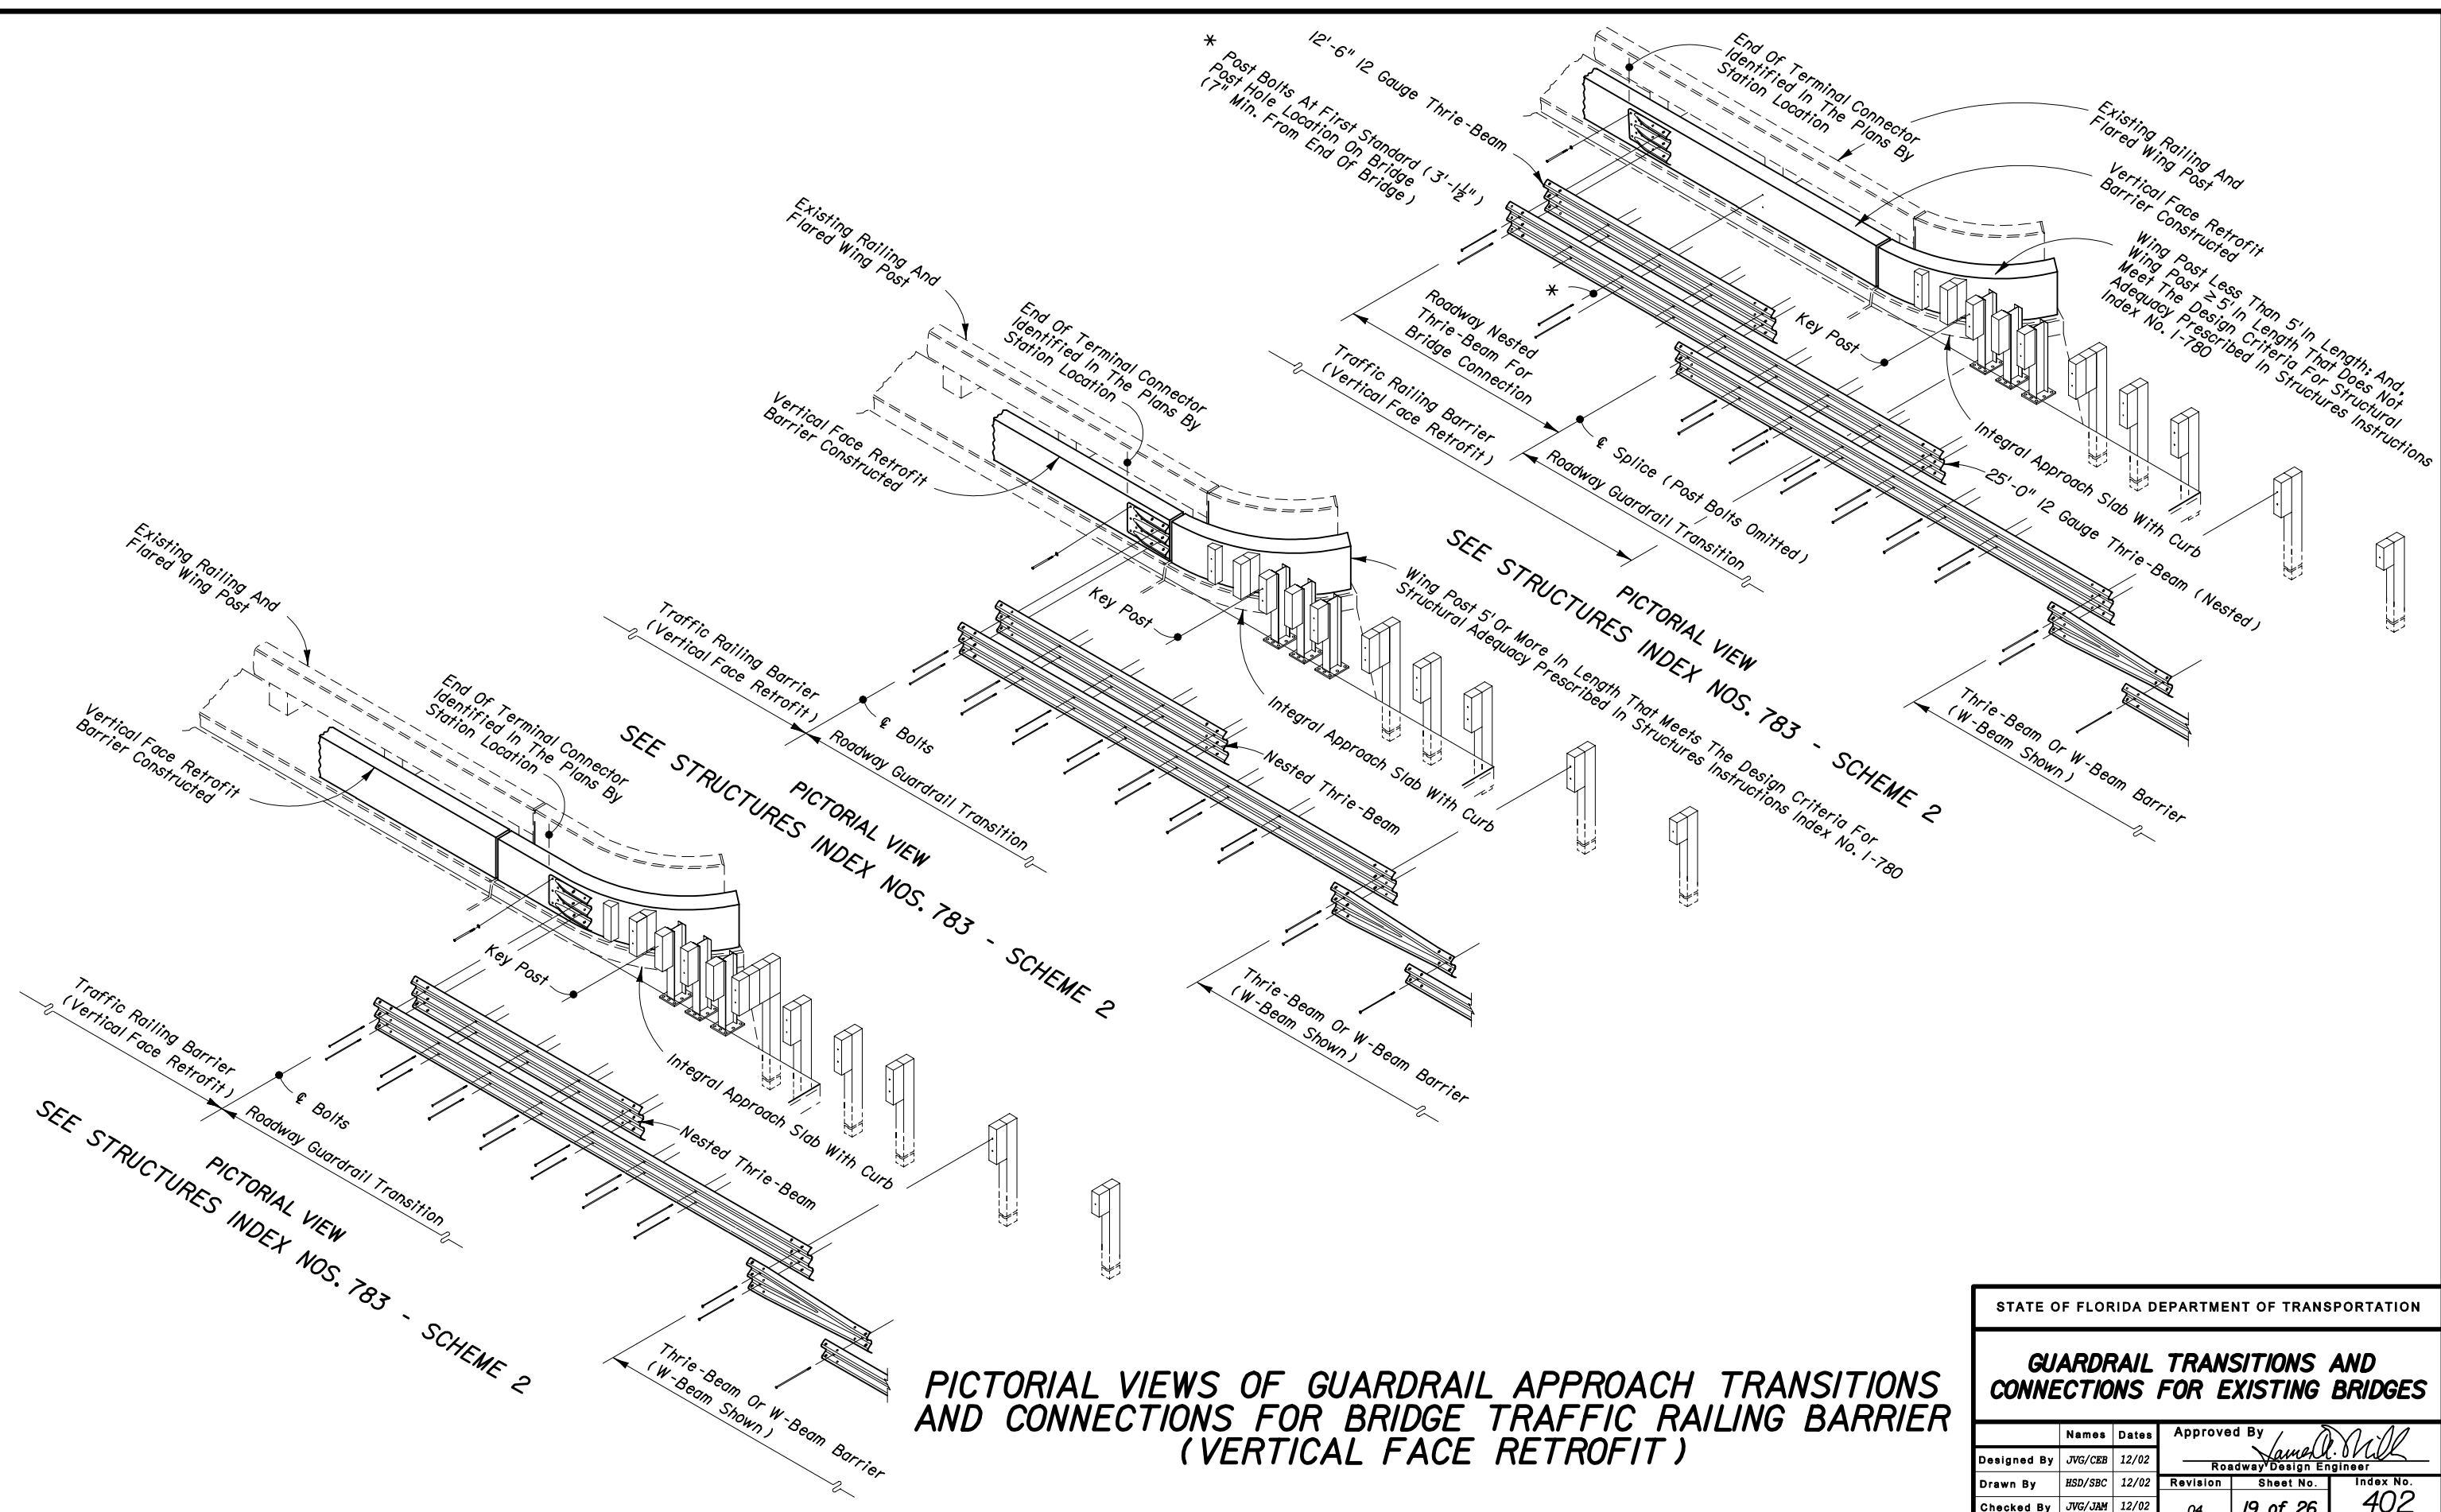 *
Post Bolts At First Standard (3'-1½")
Post Hole Location On Bridge
(7" Min. From End Of Bridge)
12'-6" 12 Gauge Thrie-Beam
End Of Terminal Connector
Identified In The Plans By
Station Location
Existing Railing And
Flared Wing Post
Vertical Face Retrofit
Barrier Constructed
Wing Post Less Than 5' In Length; And,
Wing Post ≥ 5' In Length That Does Not
Meet The Design Criteria For Structural
Adequacy Prescribed In Structures Instructions
Index No. 1-780
*
Key Post
Roadway Nested
Thrie-Beam For
Bridge Connection
Traffic Railing Barrier
(Vertical Face Retrofit)
℄ Splice (Post Bolts Omitted)
Roadway Guardrail Transition
Integral Approach Slab With Curb
25'-0" 12 Gauge Thrie-Beam (Nested)
Thrie-Beam Or W-Beam Barrier
(W-Beam Shown)
PICTORIAL VIEW
SEE STRUCTURES INDEX NOS. 783 - SCHEME 2
Existing Railing And
Flared Wing Post
End Of Terminal Connector
Identified In The Plans By
Station Location
Vertical Face Retrofit
Barrier Constructed
Key Post
Wing Post 5' Or More In Length That Meets The Design Criteria For
Structural Adequacy Prescribed In Structures Instructions Index No. 1-780
Traffic Railing Barrier
(Vertical Face Retrofit)
℄ Bolts
Roadway Guardrail Transition
Integral Approach Slab With Curb
Nested Thrie-Beam
Thrie-Beam Or W-Beam Barrier
(W-Beam Shown)
PICTORIAL VIEW
SEE STRUCTURES INDEX NOS. 783 - SCHEME 2
Existing Railing And
Flared Wing Post
End Of Terminal Connector
Identified In The Plans By
Station Location
Vertical Face Retrofit
Barrier Constructed
Key Post
Traffic Railing Barrier
(Vertical Face Retrofit)
℄ Bolts
Roadway Guardrail Transition
Integral Approach Slab With Curb
Nested Thrie-Beam
Thrie-Beam Or W-Beam Barrier
(W-Beam Shown)
PICTORIAL VIEW
SEE STRUCTURES INDEX NOS. 783 - SCHEME 2
PICTORIAL VIEWS OF GUARDRAIL APPROACH TRANSITIONS
AND CONNECTIONS FOR BRIDGE TRAFFIC RAILING BARRIER
(VERTICAL FACE RETROFIT)
STATE OF FLORIDA DEPARTMENT OF TRANSPORTATION
GUARDRAIL TRANSITIONS AND
CONNECTIONS FOR EXISTING BRIDGES
Names Dates
Approved By
Designed By JVG/CEB 12/02
Roadway Design Engineer
Drawn By HSD/SBC 12/02
Revision Sheet No. Index No.
Checked By JVG/JAM 12/02
04 19 of 26 402